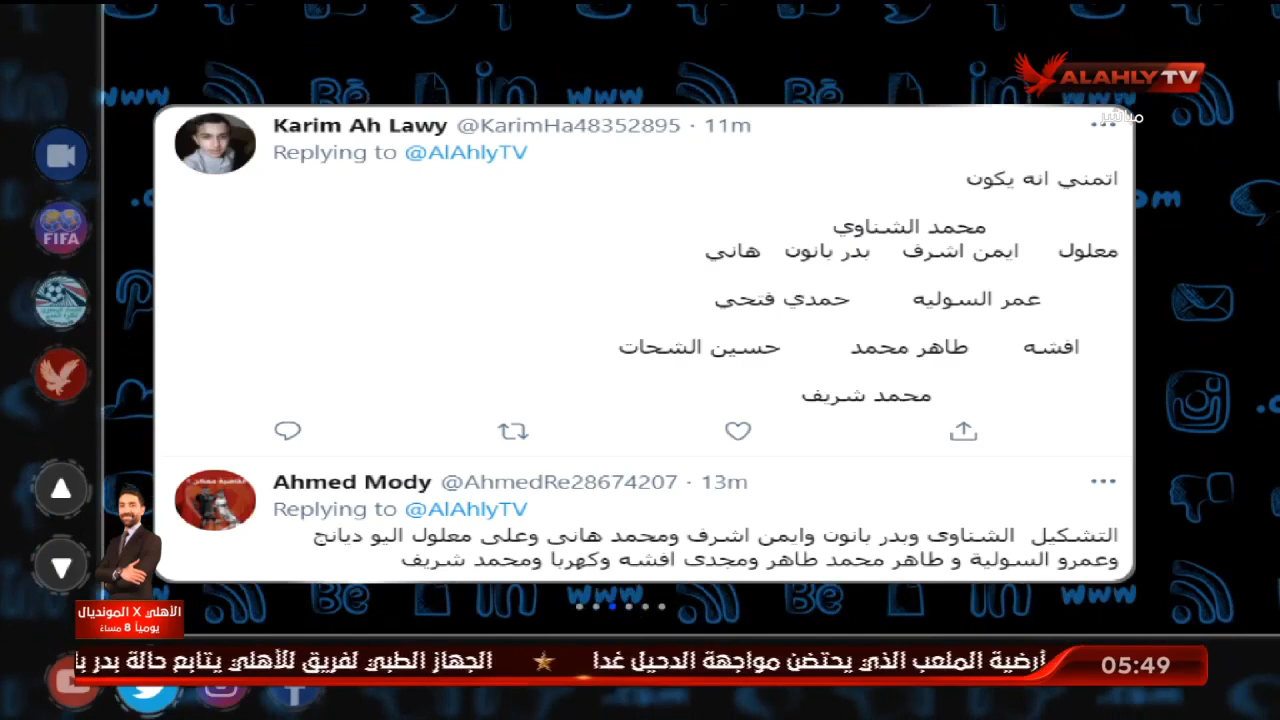 ALAHLY TV
مباشر
Karim Ah Lawy @KarimHa48352895 · 11m
Replying to @AlAhlyTV
اتمني انه يكون
محمد الشناوي
معلول ايمن اشرف بدر بانون هاني
عمر السوليه حمدي فتحي
افشه طاهر محمد حسين الشحات
محمد شريف
Ahmed Mody @AhmedRe28674207 · 13m
Replying to @AlAhlyTV
التشكيل الشناوى وبدر بانون وايمن اشرف ومحمد هانى وعلى معلول اليو ديانج
وعمرو السولية و طاهر محمد طاهر ومجدى افشه وكهربا ومحمد شريف
FIFA
الأهلي X المونديال
يومياً 8 مساءً
أرضية الملعب الذي يحتضن مواجهة الدحيل غدا ★ الجهاز الطبي لفريق للأهلي يتابع حالة بدر با
05:49